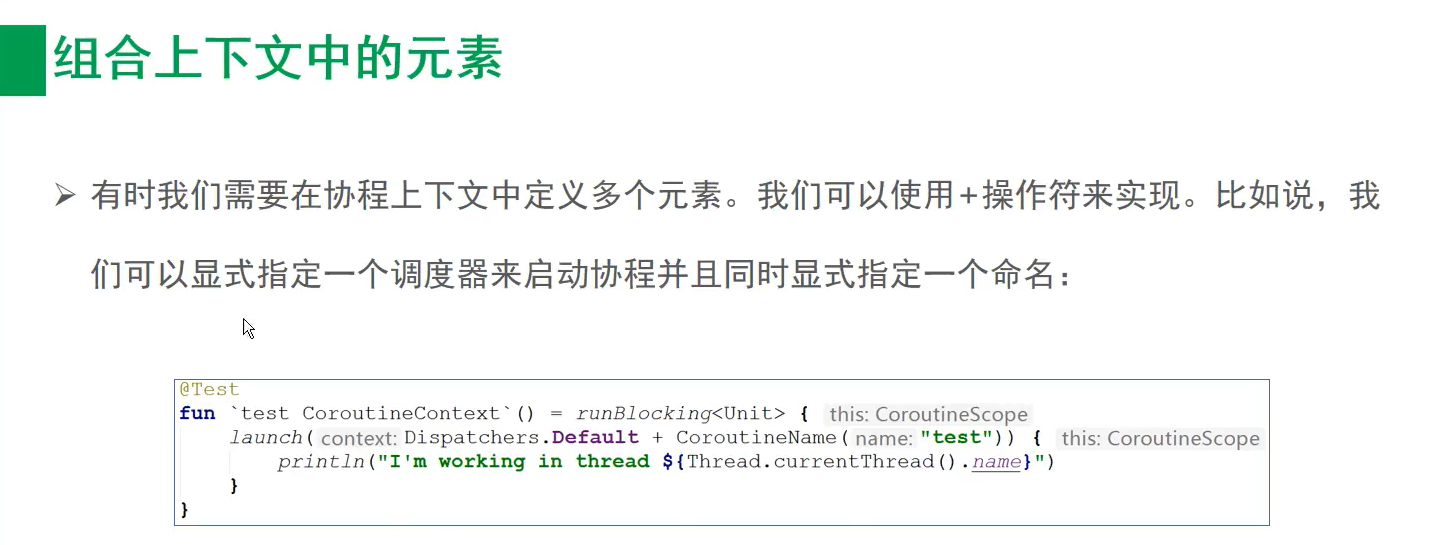 组合上下文中的元素
有时我们需要在协程上下文中定义多个元素。我们可以使用+操作符来实现。比如说，我
们可以显式指定一个调度器来启动协程并且同时显式指定一个命名：
@Test
fun `test CoroutineContext`() = runBlocking<Unit> { this: CoroutineScope
launch( context: Dispatchers.Default + CoroutineName( name: "test")) { this: CoroutineScope
println("I'm working in thread ${Thread.currentThread().name}")
}
}